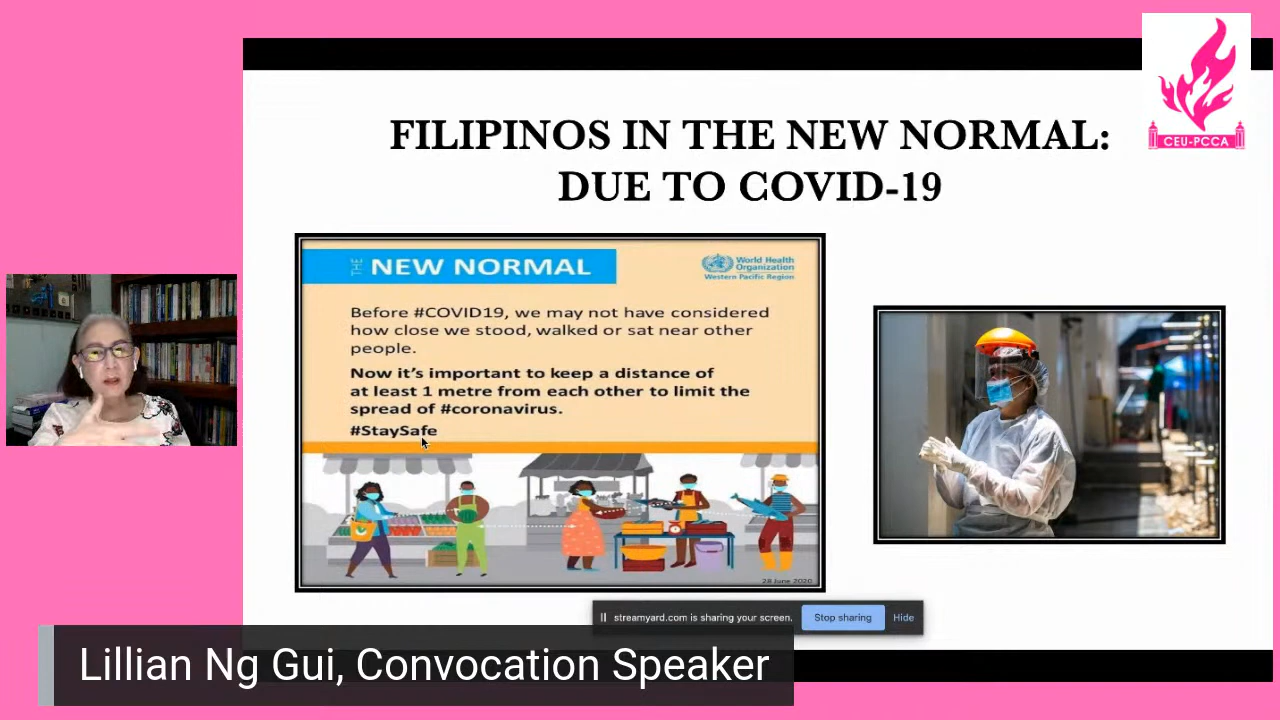 CEU-PCCA
FILIPINOS IN THE NEW NORMAL:
DUE TO COVID-19
THE NEW NORMAL
World Health
Organization
Western Pacific Region
Before #COVID19, we may not have considered
how close we stood, walked or sat near other
people.
Now it's important to keep a distance of
at least 1 metre from each other to limit the
spread of #coronavirus.
#StaySafe
28 June 2020
streamyard.com is sharing your screen.
Stop sharing
Hide
Lillian Ng Gui, Convocation Speaker